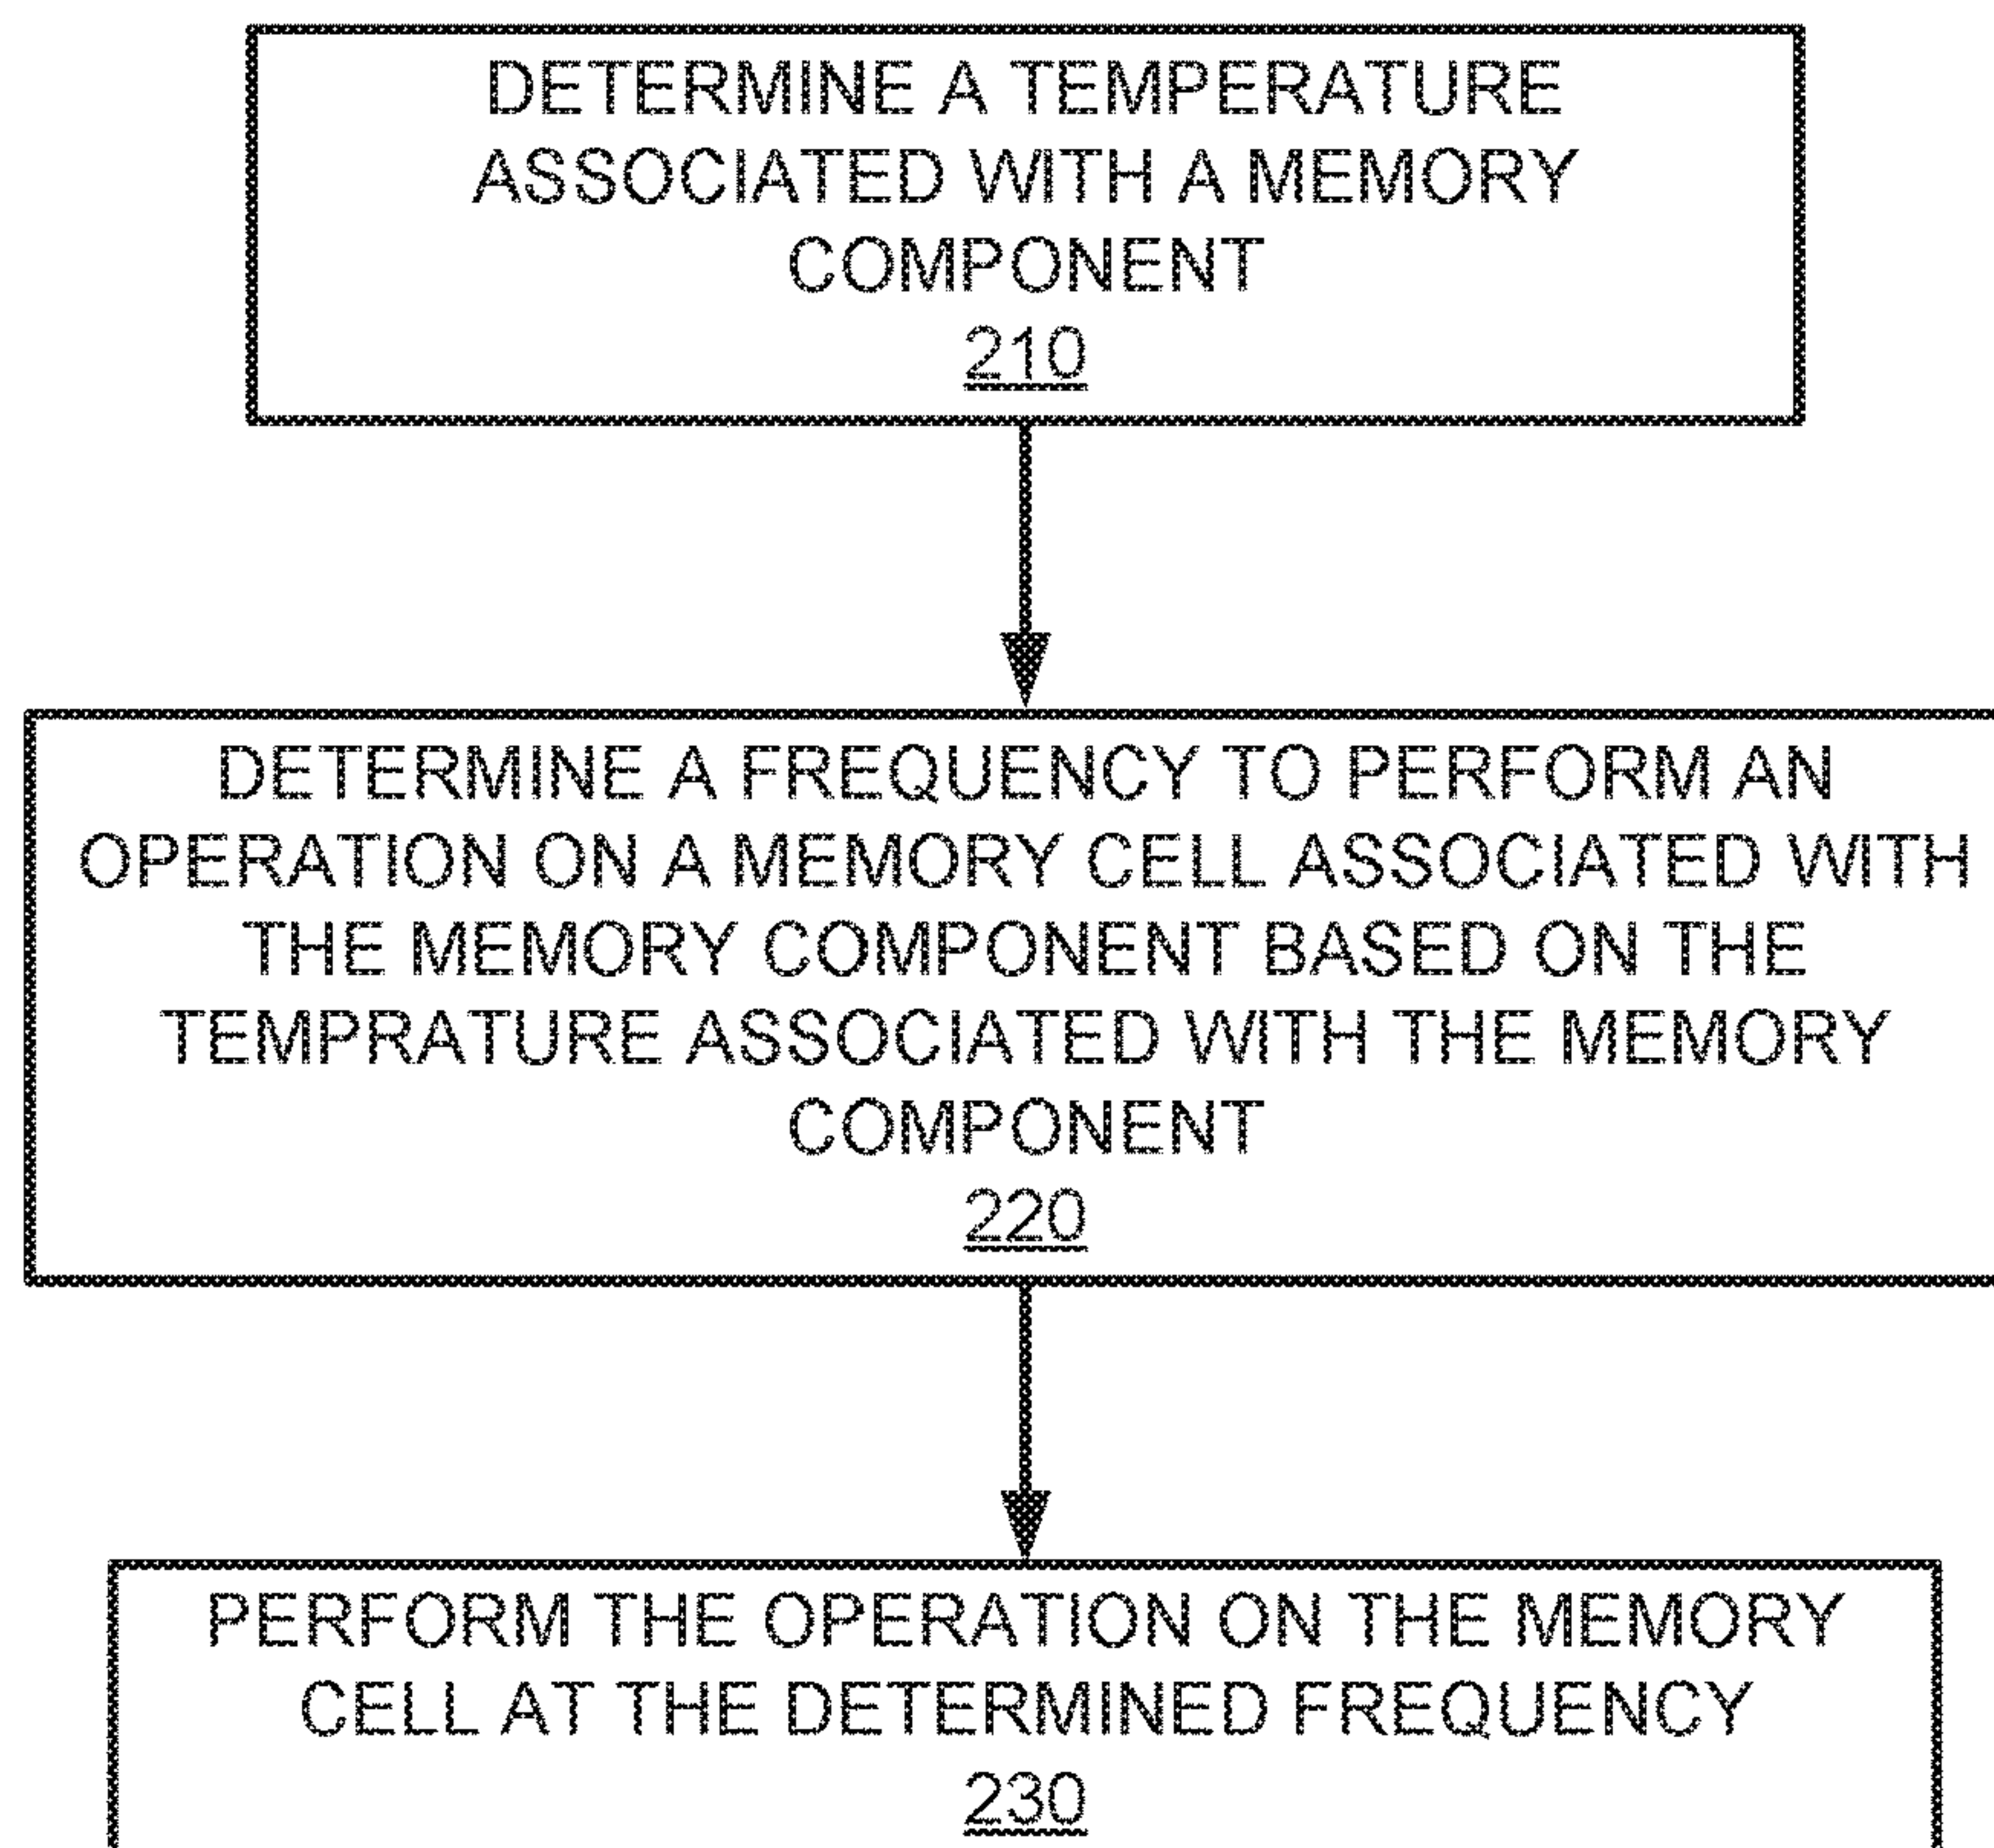 DETERMINE A TEMPERATURE
ASSOCIATED WITH A MEMORY
COMPONENT
210
DETERMINE A FREQUENCY TO PERFORM AN
OPERATION ON A MEMORY CELL ASSOCIATED WITH
THE MEMORY COMPONENT BASED ON THE
TEMPRATURE ASSOCIATED WITH THE MEMORY
COMPONENT
220
PERFORM THE OPERATION ON THE MEMORY
CELL AT THE DETERMINED FREQUENCY
230